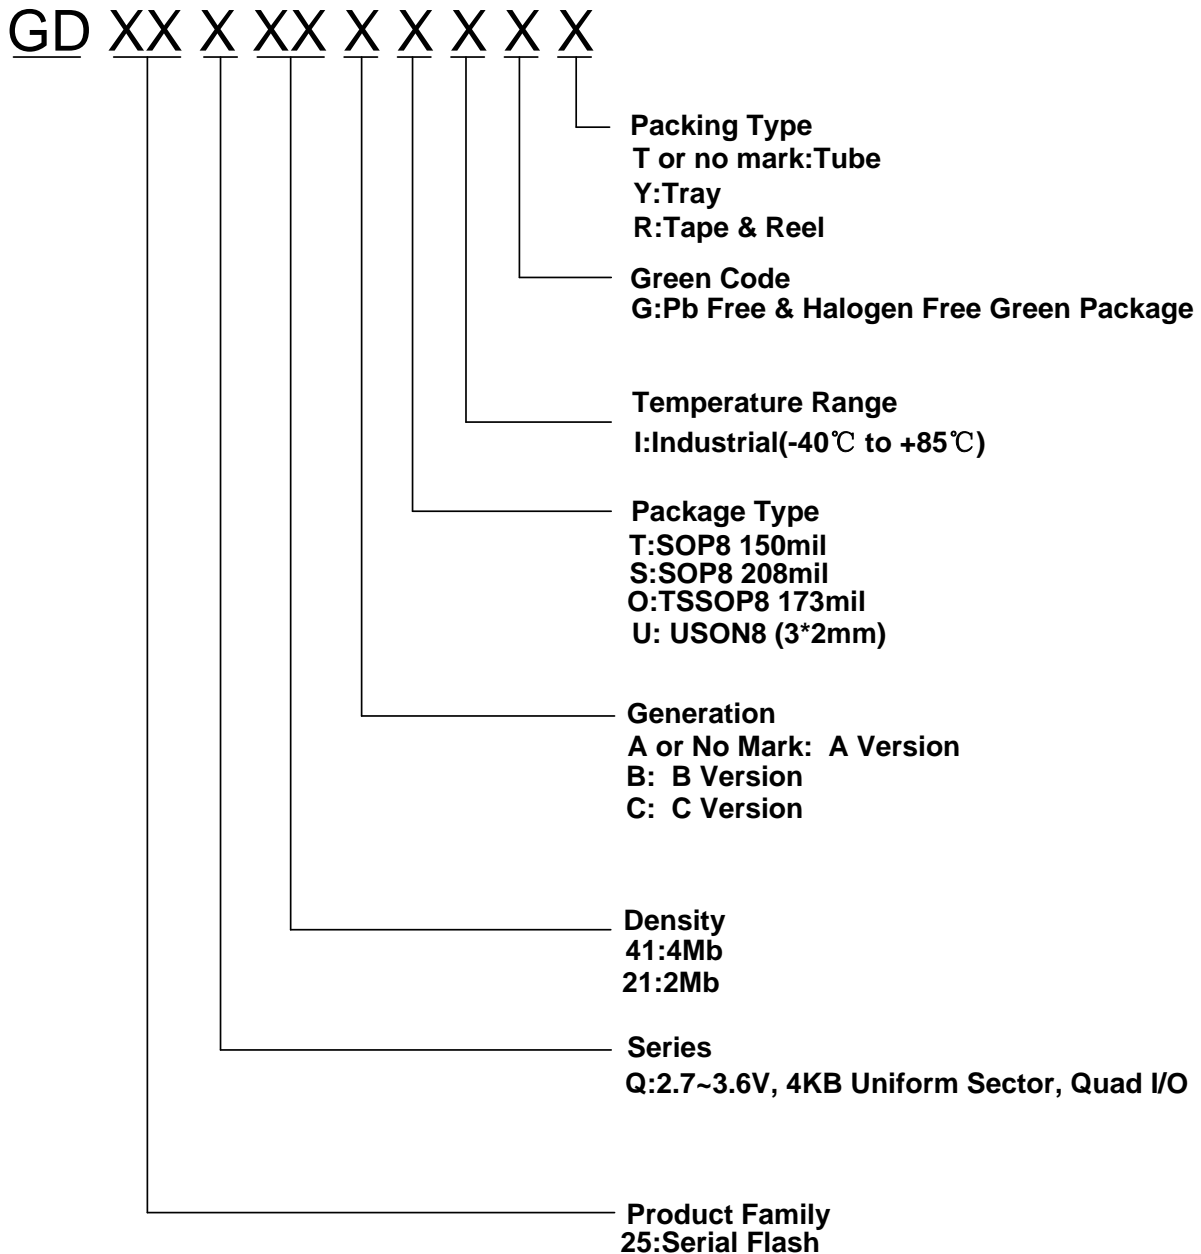 GD XX X XX X X X X X
Packing Type
T or no mark:Tube
Y:Tray
R:Tape & Reel
Green Code
G:Pb Free & Halogen Free Green Package
Temperature Range
I:Industrial(-40℃ to +85℃)
Package Type
T:SOP8 150mil
S:SOP8 208mil
O:TSSOP8 173mil
U: USON8 (3*2mm)
Generation
A or No Mark: A Version
B: B Version
C: C Version
Density
41:4Mb
21:2Mb
Series
Q:2.7~3.6V, 4KB Uniform Sector, Quad I/O
Product Family
25:Serial Flash